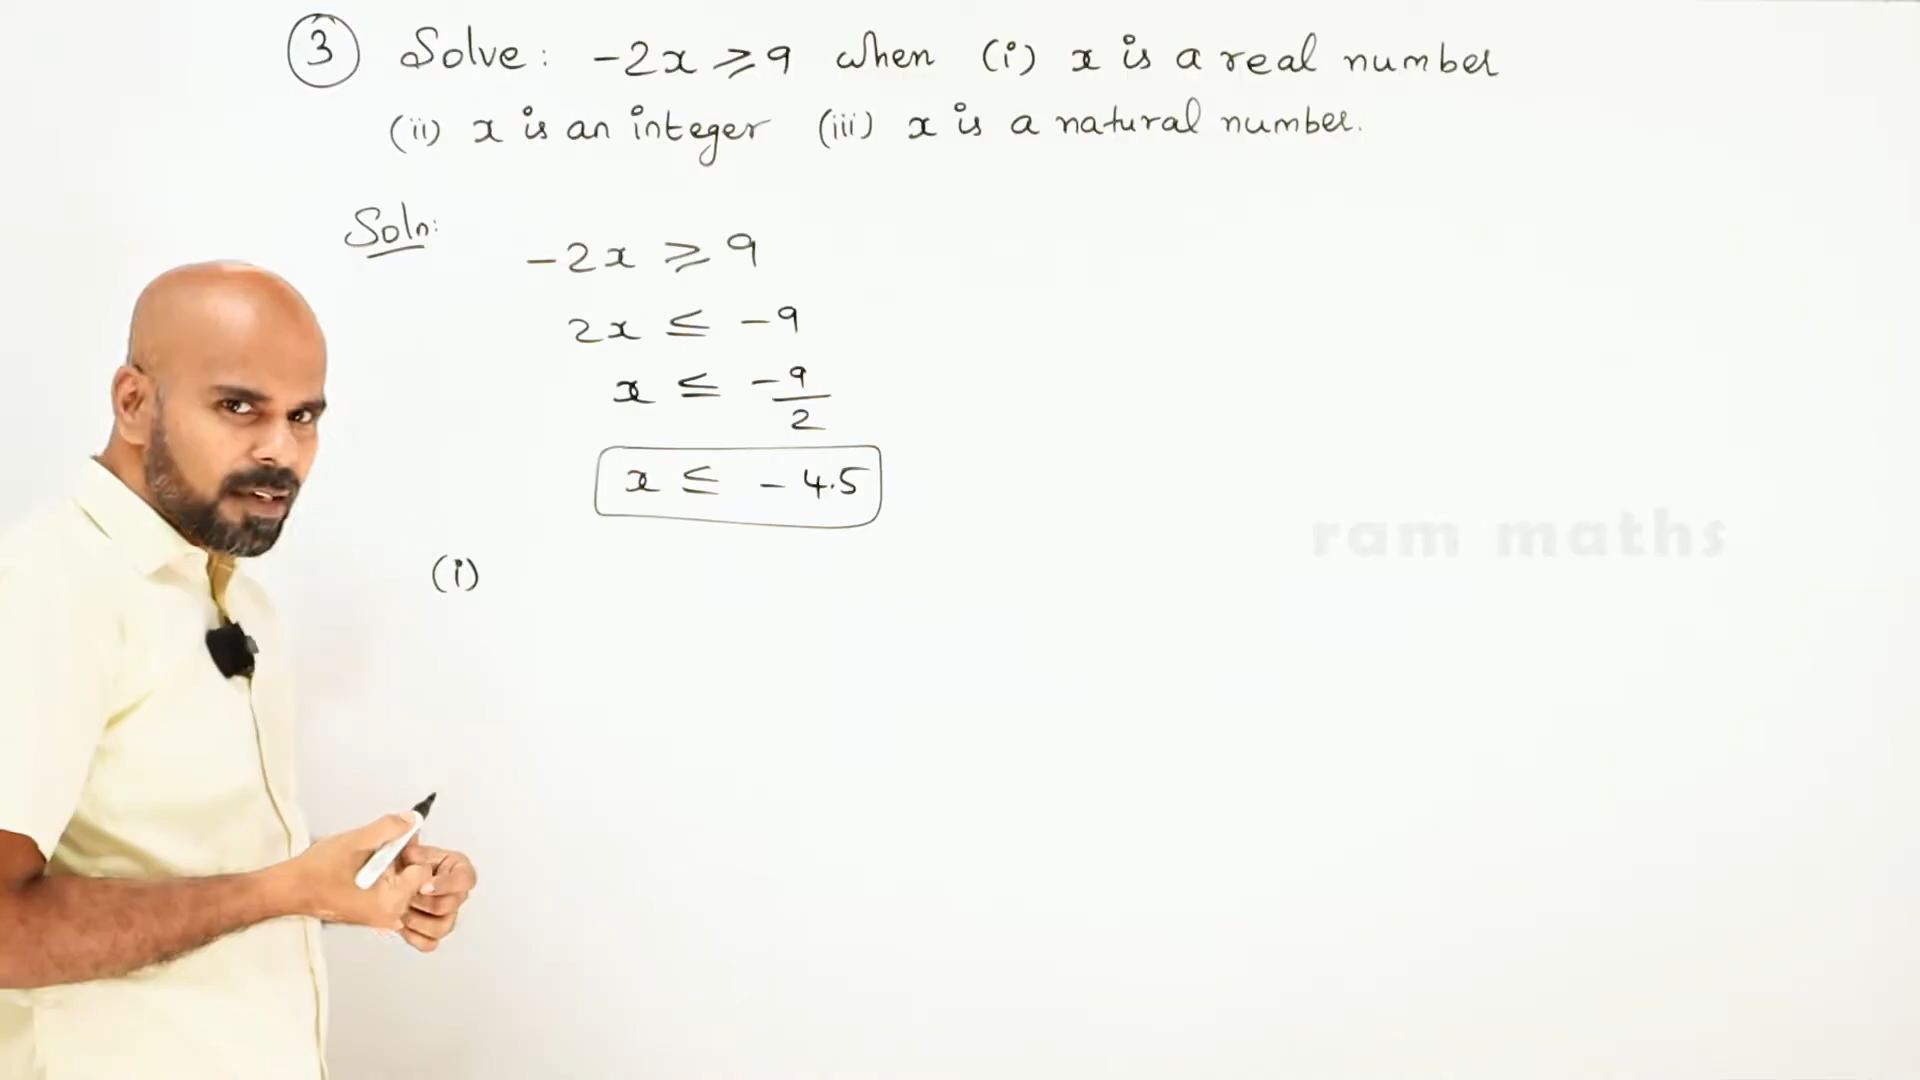 ③ Solve: -2x ≥ 9 when (i) x is a real number
(ii) x is an integer (iii) x is a natural number.
Soln:
-2x ≥ 9
2x ≤ -9
x ≤ -9/2
x ≤ -4.5
ram maths
(i)